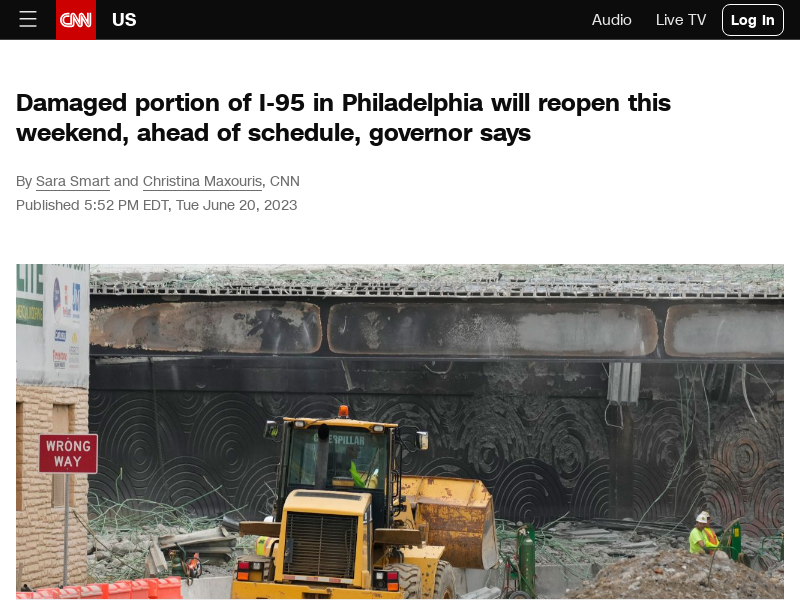 CNN
US
Audio
Live TV
Log In
Damaged portion of I-95 in Philadelphia will reopen this
weekend, ahead of schedule, governor says
By Sara Smart and Christina Maxouris, CNN
Published 5:52 PM EDT, Tue June 20, 2023
WRONG
WAY
CATERPILLAR